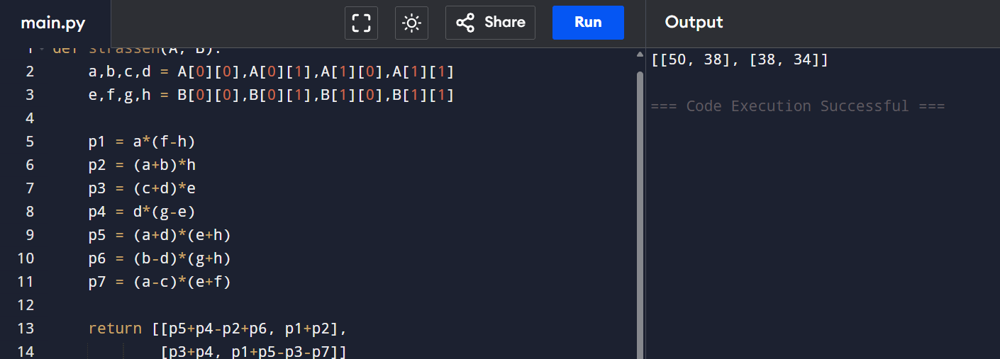 main.py
Share
Run
Output
1 def strassen(A, B):
2 a,b,c,d = A[0][0],A[0][1],A[1][0],A[1][1]
3 e,f,g,h = B[0][0],B[0][1],B[1][0],B[1][1]
4
5 p1 = a*(f-h)
6 p2 = (a+b)*h
7 p3 = (c+d)*e
8 p4 = d*(g-e)
9 p5 = (a+d)*(e+h)
10 p6 = (b-d)*(g+h)
11 p7 = (a-c)*(e+f)
12
13 return [[p5+p4-p2+p6, p1+p2],
14 [p3+p4, p1+p5-p3-p7]]
[[50, 38], [38, 34]]
=== Code Execution Successful ===